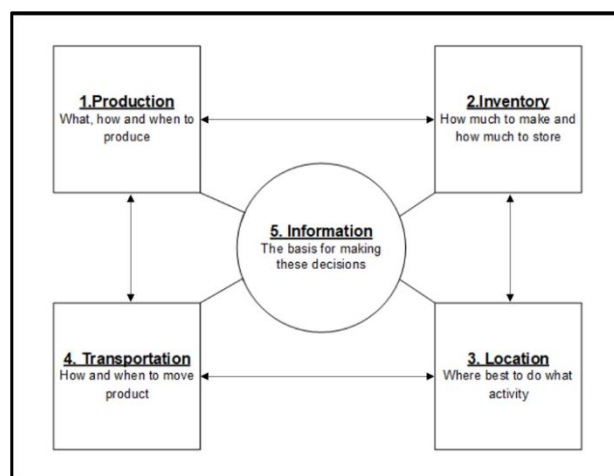 1.Production
What, how and when to
produce
2.Inventory
How much to make and
how much to store
5. Information
The basis for making
these decisions
4. Transportation
How and when to move
product
3. Location
Where best to do what
activity